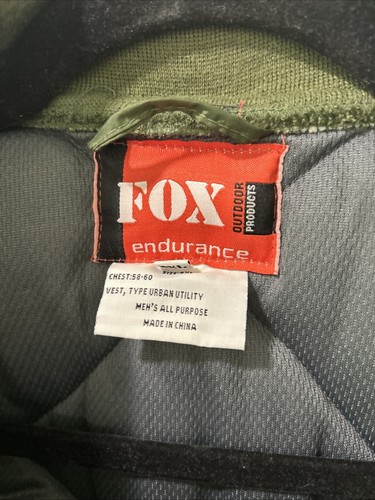 FOX
OUTDOOR
PRODUCTS
endurance
CHEST:58-60
VEST, TYPE URBAN UTILITY
MEN'S ALL PURPOSE
MADE IN CHINA